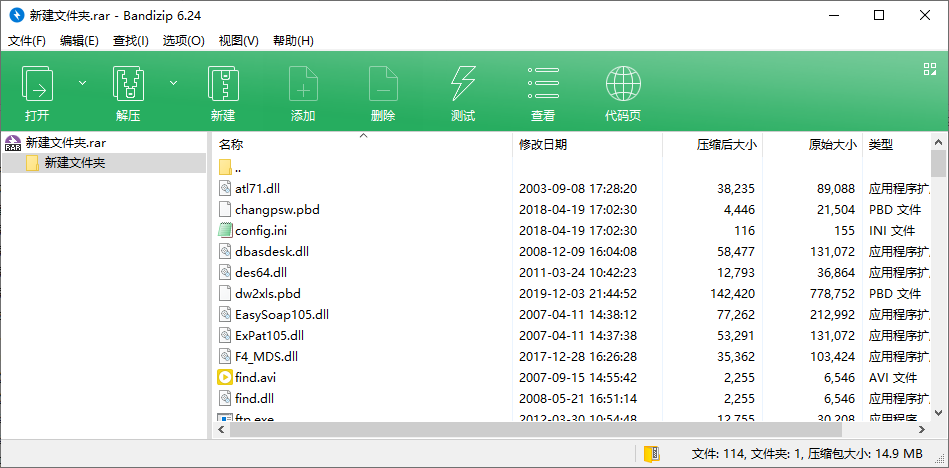 新建文件夹.rar - Bandizip 6.24
文件(F) 编辑(E) 查找(I) 选项(O) 视图(V) 帮助(H)
打开 解压 新建 添加 删除 测试 查看 代码页
新建文件夹.rar
新建文件夹
名称 修改日期 压缩后大小 原始大小 类型
..
atl71.dll 2003-09-08 17:28:20 38,235 89,088 应用程序扩
changpsw.pbd 2018-04-19 17:02:30 4,446 21,504 PBD 文件
config.ini 2018-04-19 17:02:30 116 155 INI 文件
dbasdesk.dll 2008-12-09 16:04:08 58,477 131,072 应用程序扩
des64.dll 2011-03-24 10:42:23 12,793 36,864 应用程序扩
dw2xls.pbd 2019-12-03 21:44:52 142,420 778,752 PBD 文件
EasySoap105.dll 2007-04-11 14:38:12 77,262 212,992 应用程序扩
ExPat105.dll 2007-04-11 14:37:38 53,291 131,072 应用程序扩
F4_MDS.dll 2017-12-28 16:26:28 35,362 103,424 应用程序扩
find.avi 2007-09-15 14:55:42 2,255 6,546 AVI 文件
find.dll 2008-05-21 16:51:14 2,255 6,546 应用程序扩
ftp.exe 2012-03-30 10:54:48 12,755 30,208 应用程序
文件: 114, 文件夹: 1, 压缩包大小: 14.9 MB